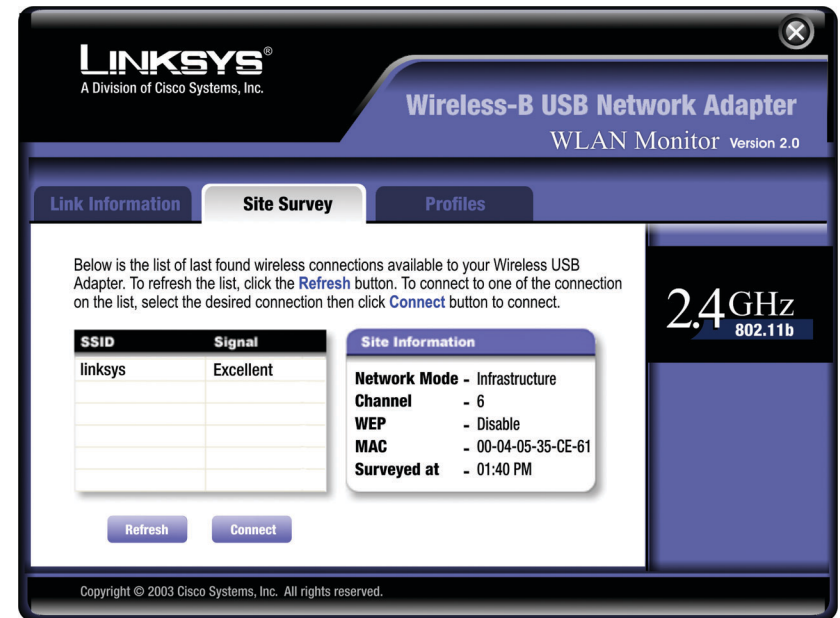 LINKSYS®
A Division of Cisco Systems, Inc.
Wireless-B USB Network Adapter
WLAN Monitor Version 2.0
Link Information
Site Survey
Profiles
Below is the list of last found wireless connections available to your Wireless USB
Adapter. To refresh the list, click the Refresh button. To connect to one of the connection
on the list, select the desired connection then click Connect button to connect.
2.4GHz
802.11b
SSID Signal
linksys Excellent
Site Information
Network Mode - Infrastructure
Channel - 6
WEP - Disable
MAC - 00-04-05-35-CE-61
Surveyed at - 01:40 PM
Refresh
Connect
Copyright © 2003 Cisco Systems, Inc. All rights reserved.